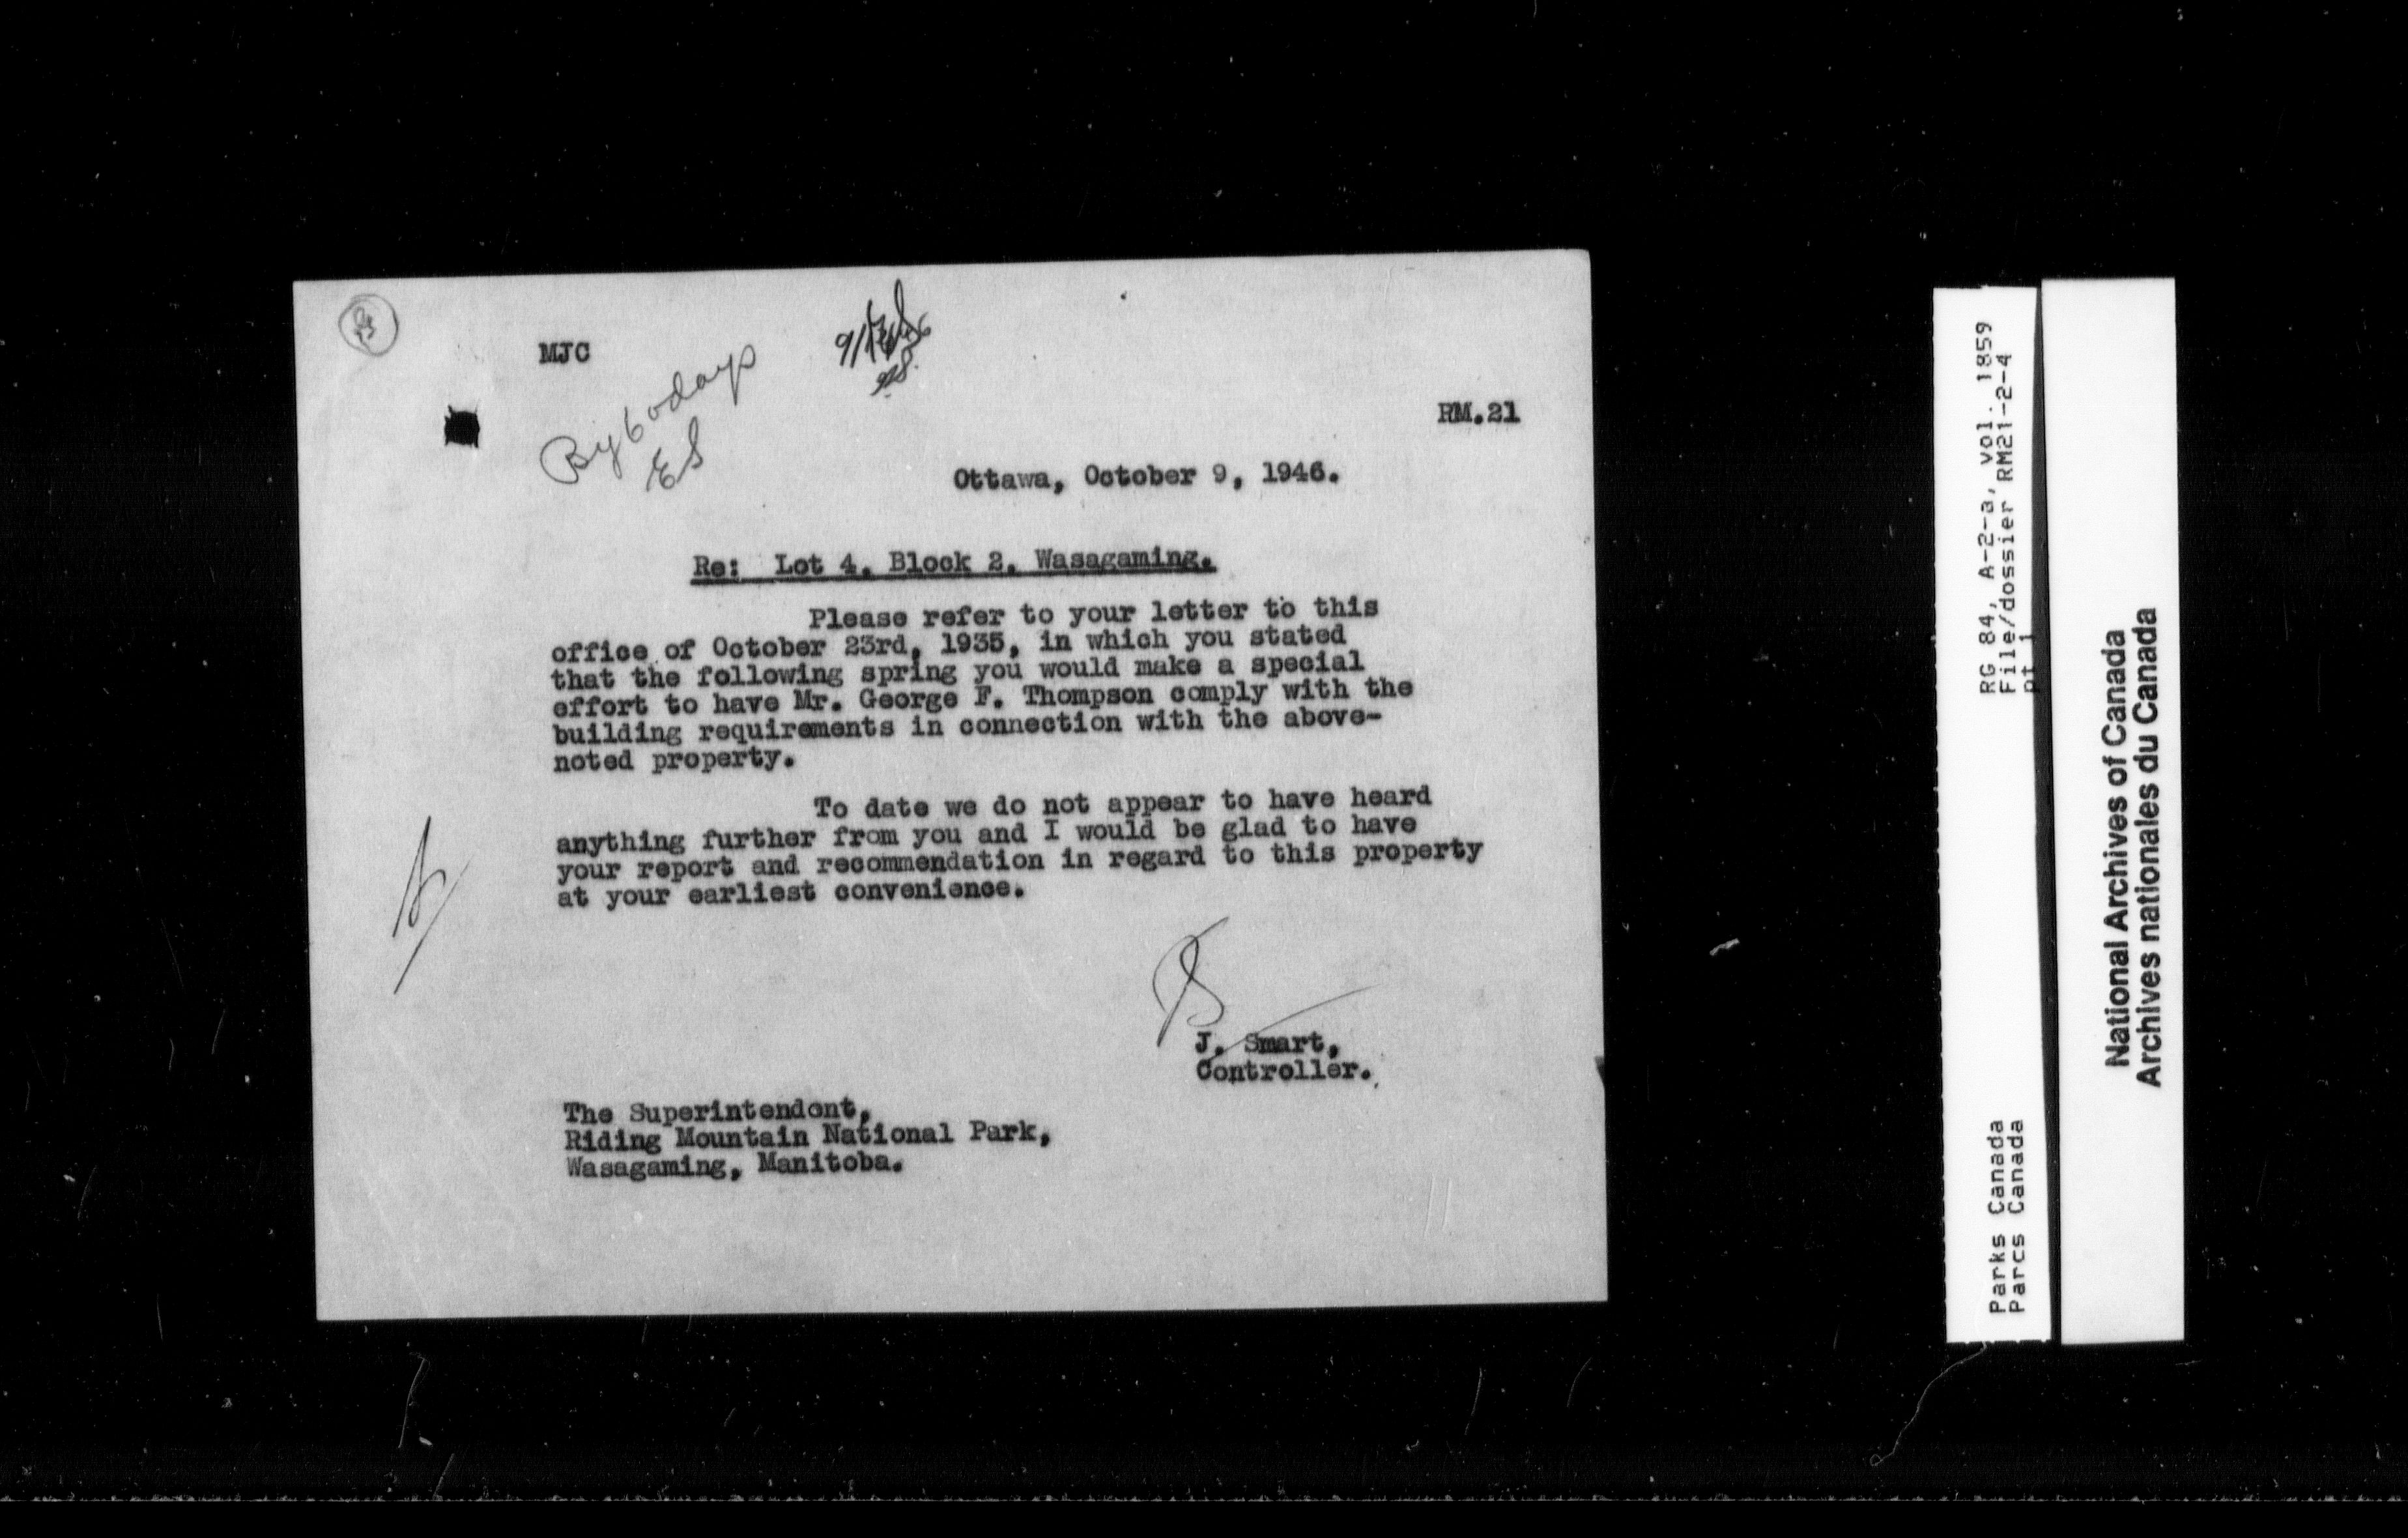 MJC
By 60 days
ES
RM.21
Ottawa, October 9, 1946.
Re: Lot 4, Block 2, Wasagaming.
Please refer to your letter to this
office of October 23rd, 1935, in which you stated
that the following spring you would make a special
effort to have Mr. George F. Thompson comply with the
building requirements in connection with the above-
noted property.
To date we do not appear to have heard
anything further from you and I would be glad to have
your report and recommendation in regard to this property
at your earliest convenience.
J. Smart,
Controller.
The Superintendent,
Riding Mountain National Park,
Wasagaming, Manitoba.
RG 84, A-2-a, vol. 1859
File/dossier RM21-2-4
pt 1
Parks Canada
Parcs Canada
National Archives of Canada
Archives nationales du Canada